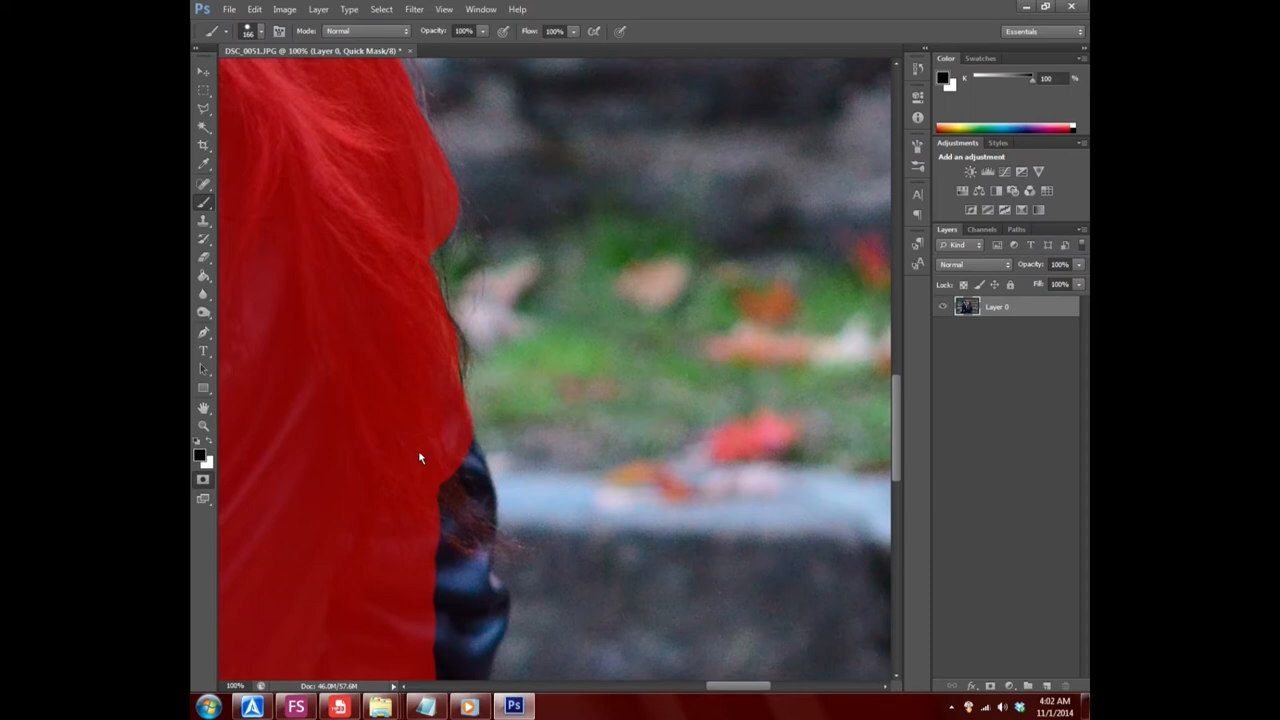 Ps File Edit Image Layer Type Select Filter View Window Help
166 Mode: Normal Opacity: 100% Flow: 100% Essentials
DSC_0051.JPG @ 100% (Layer 0, Quick Mask/8) * ×
Color Swatches
K 100 %
Adjustments Styles
Add an adjustment
Layers Channels Paths
Kind
Normal Opacity: 100%
Lock: Fill: 100%
Layer 0
100% Doc: 46.0M/57.6M
FS Ps
4:02 AM
11/1/2014